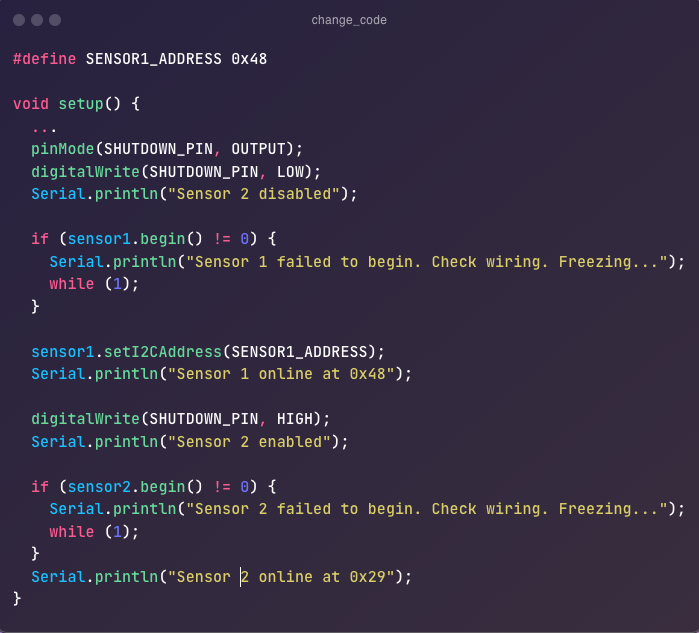 change_code
#define SENSOR1_ADDRESS 0x48
void setup() {
...
pinMode(SHUTDOWN_PIN, OUTPUT);
digitalWrite(SHUTDOWN_PIN, LOW);
Serial.println("Sensor 2 disabled");
if (sensor1.begin() != 0) {
Serial.println("Sensor 1 failed to begin. Check wiring. Freezing...");
while (1);
}
sensor1.setI2CAddress(SENSOR1_ADDRESS);
Serial.println("Sensor 1 online at 0x48");
digitalWrite(SHUTDOWN_PIN, HIGH);
Serial.println("Sensor 2 enabled");
if (sensor2.begin() != 0) {
Serial.println("Sensor 2 failed to begin. Check wiring. Freezing...");
while (1);
}
Serial.println("Sensor 2 online at 0x29");
}